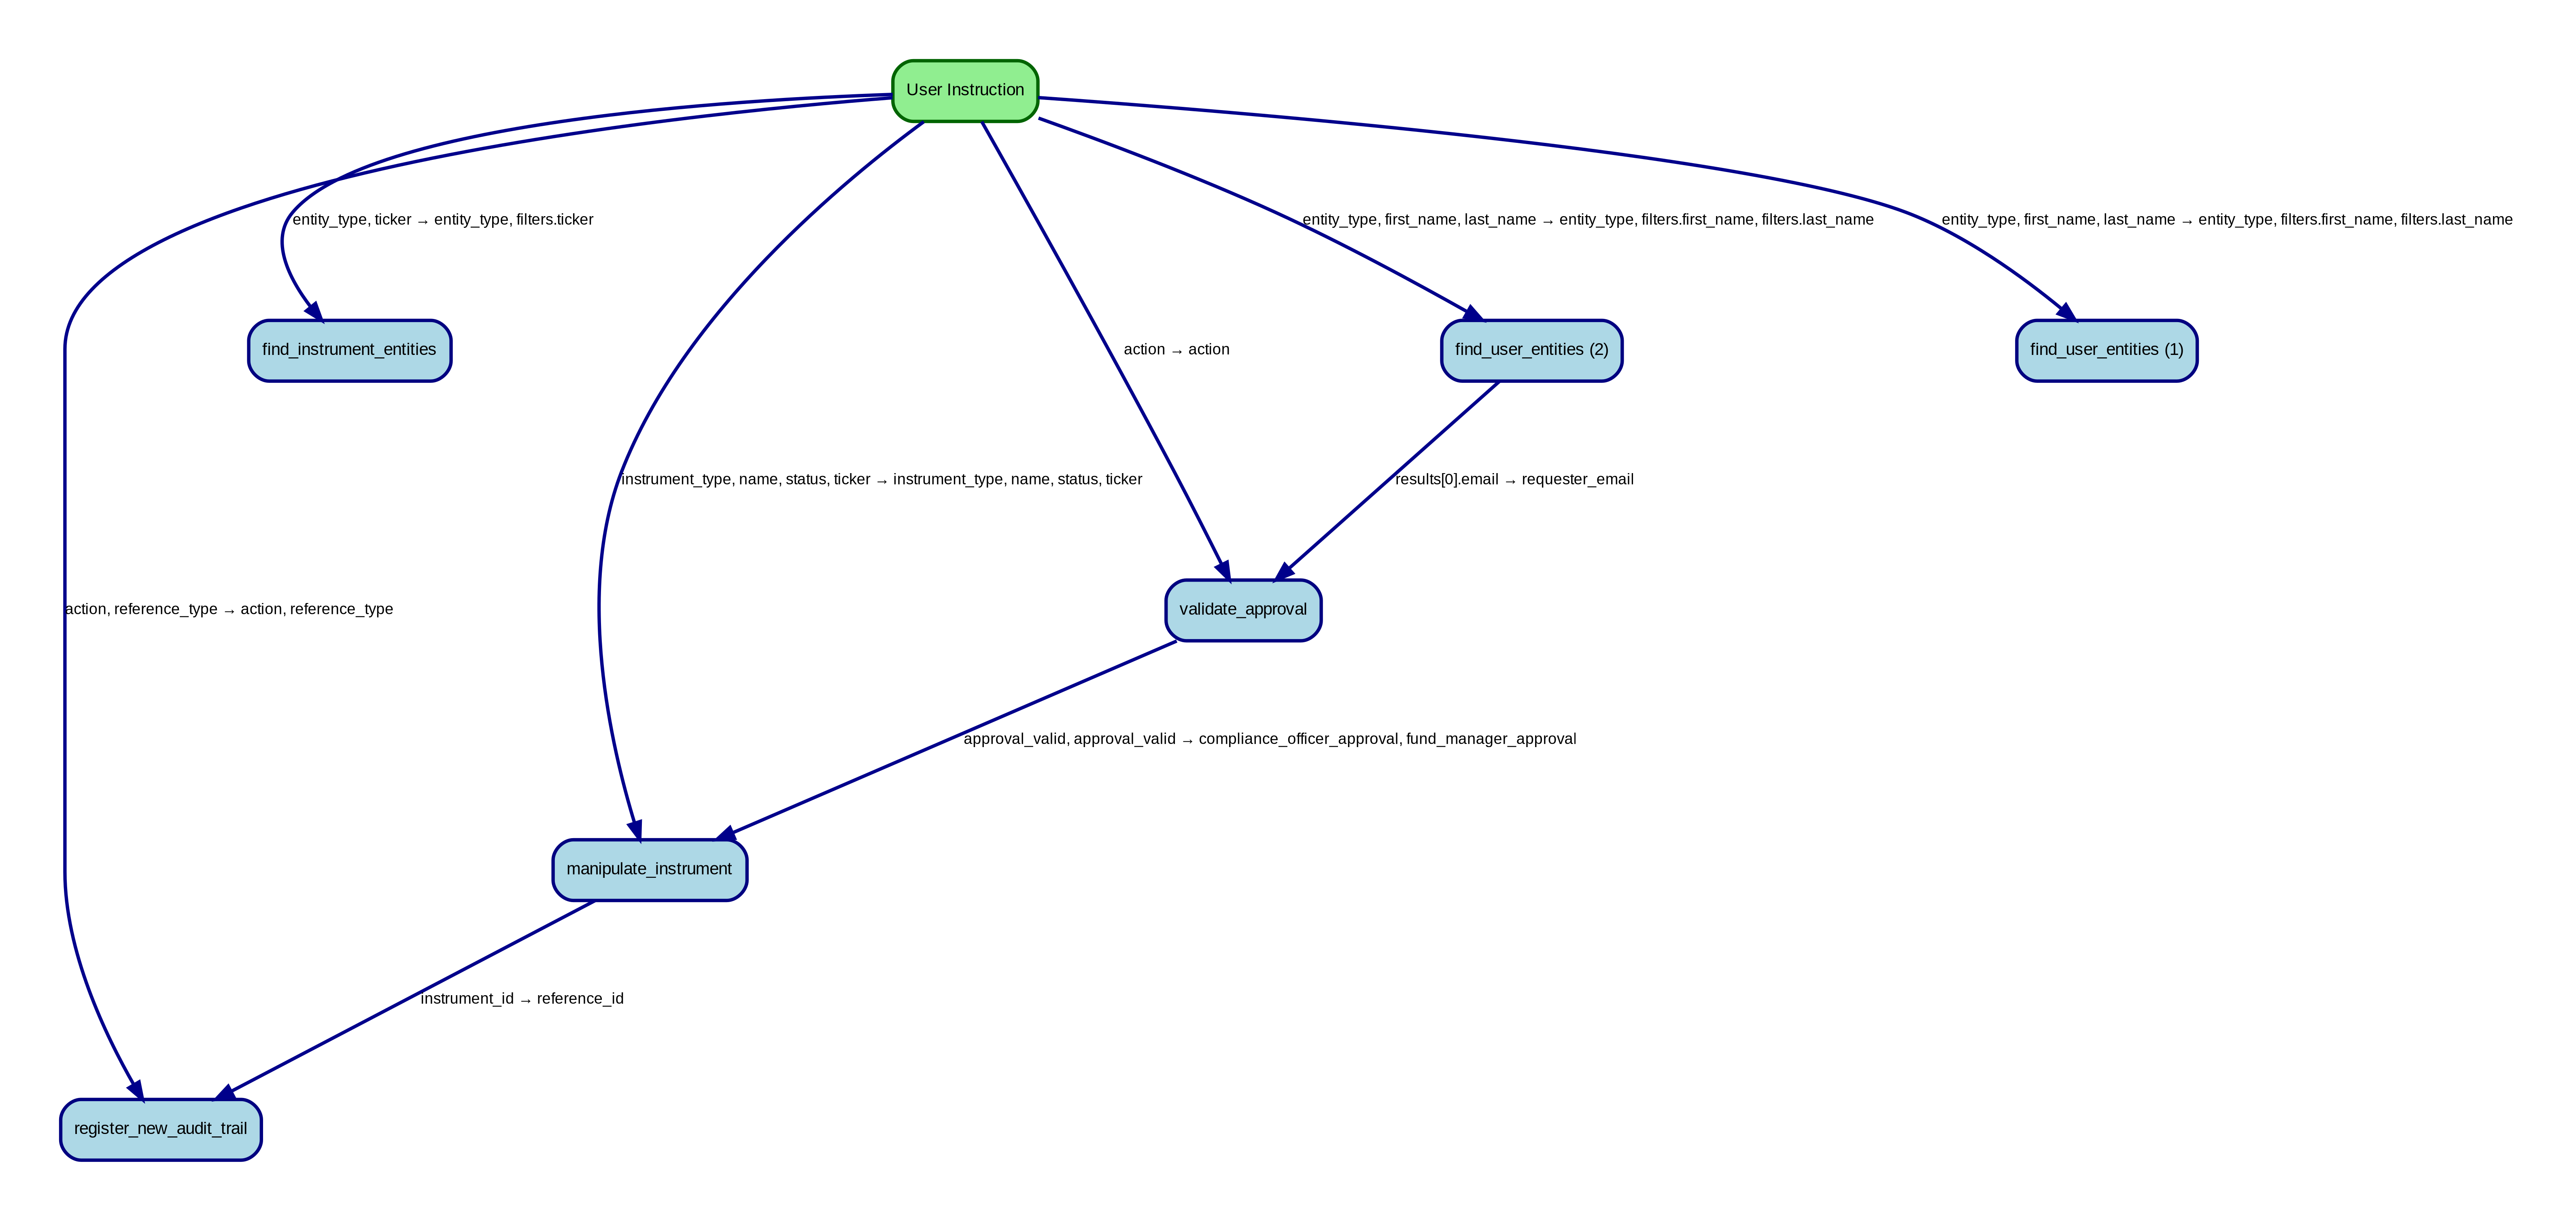 User Instruction
entity_type, ticker → entity_type, filters.ticker
entity_type, first_name, last_name → entity_type, filters.first_name, filters.last_name
entity_type, first_name, last_name → entity_type, filters.first_name, filters.last_name
find_instrument_entities
action → action
find_user_entities (2)
find_user_entities (1)
instrument_type, name, status, ticker → instrument_type, name, status, ticker
results[0].email → requester_email
action, reference_type → action, reference_type
validate_approval
approval_valid, approval_valid → compliance_officer_approval, fund_manager_approval
manipulate_instrument
instrument_id → reference_id
register_new_audit_trail